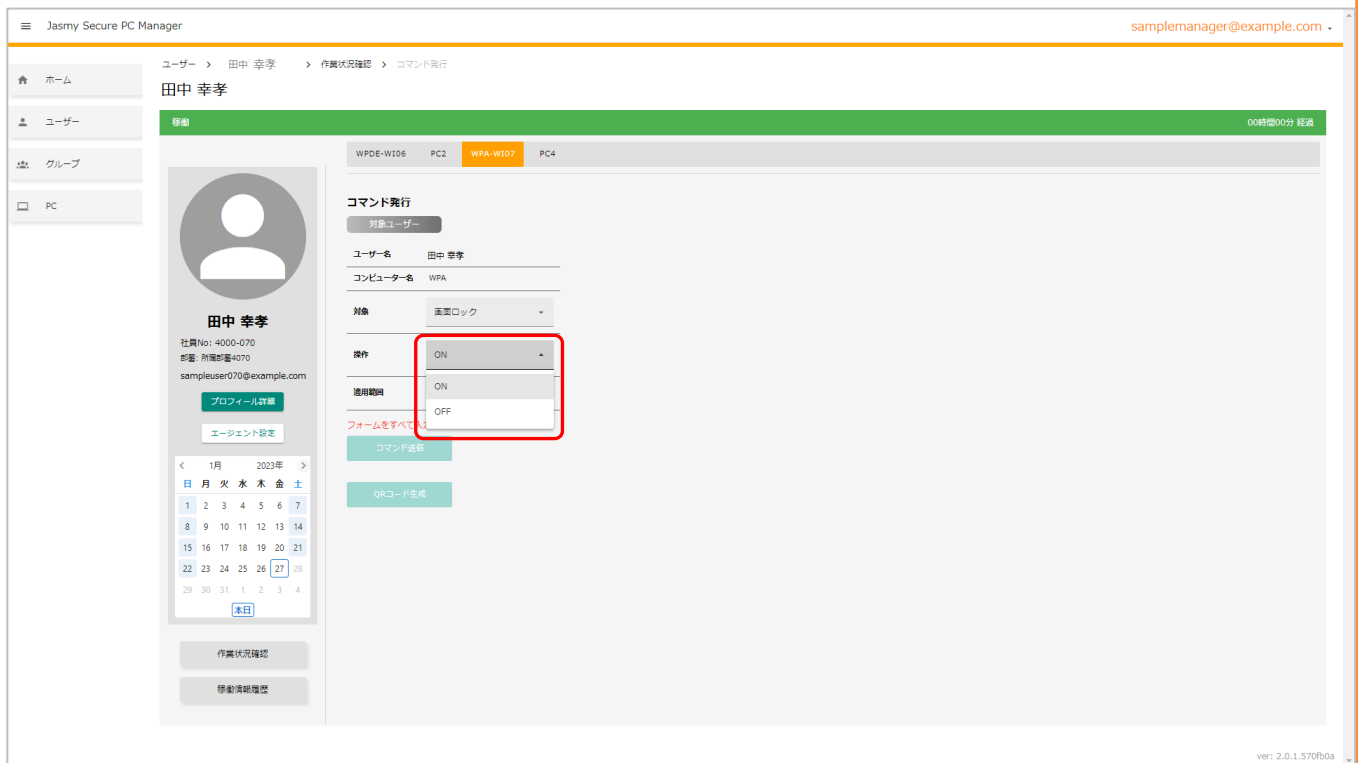 Jasmy Secure PC Manager
samplemanager@example.com
ユーザー > 田中 幸孝 > 作業状況確認 > コマンド発行
田中 幸孝
ホーム
ユーザー
グループ
PC
稼働 00時間00分 経過
WPDE-WI06 PC2 WPA-WI07 PC4
コマンド発行
対象ユーザー
ユーザー名 田中 幸孝
コンピューター名 WPA
対象 画面ロック
操作 ON
ON
OFF
適用範囲
フォームをすべて入
コマンド送信
QRコード生成
田中 幸孝
社員No: 4000-070
部署: 所属部署4070
sampleuser070@example.com
プロフィール詳細
エージェント設定
< 1月 2023年 >
日 月 火 水 木 金 土
1 2 3 4 5 6 7
8 9 10 11 12 13 14
15 16 17 18 19 20 21
22 23 24 25 26 27 28
29 30 31 1 2 3 4
本日
作業状況確認
稼働情報履歴
ver: 2.0.1.570fb0a